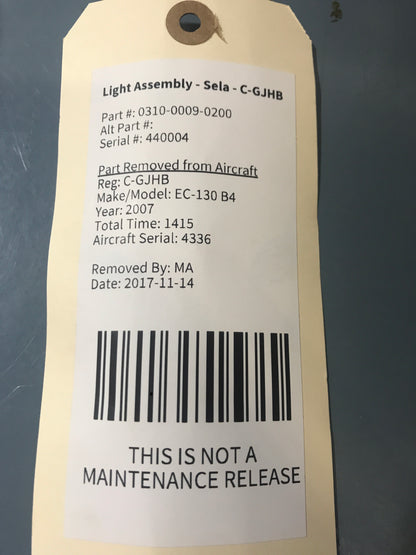 Light Assembly - Sela - C-GJHB
Part #: 0310-0009-0200
Alt Part #:
Serial #: 440004
Part Removed from Aircraft
Reg: C-GJHB
Make/Model: EC-130 B4
Year: 2007
Total Time: 1415
Aircraft Serial: 4336
Removed By: MA
Date: 2017-11-14
THIS IS NOT A
MAINTENANCE RELEASE